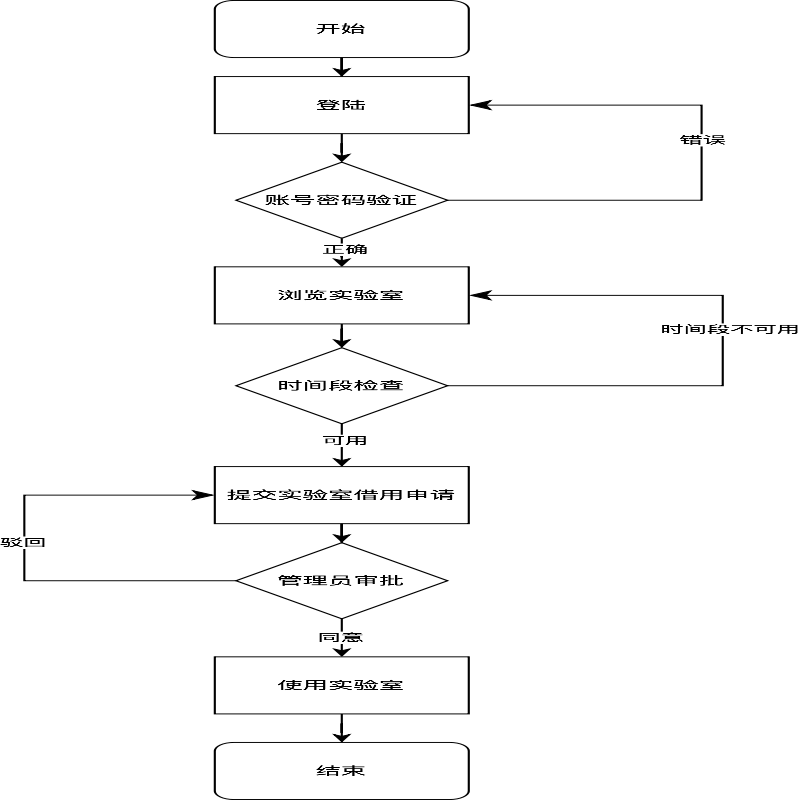 开始
登陆
错误
账号密码验证
正确
浏览实验室
时间段不可用
时间段检查
可用
提交实验室借用申请
驳回
管理员审批
同意
使用实验室
结束